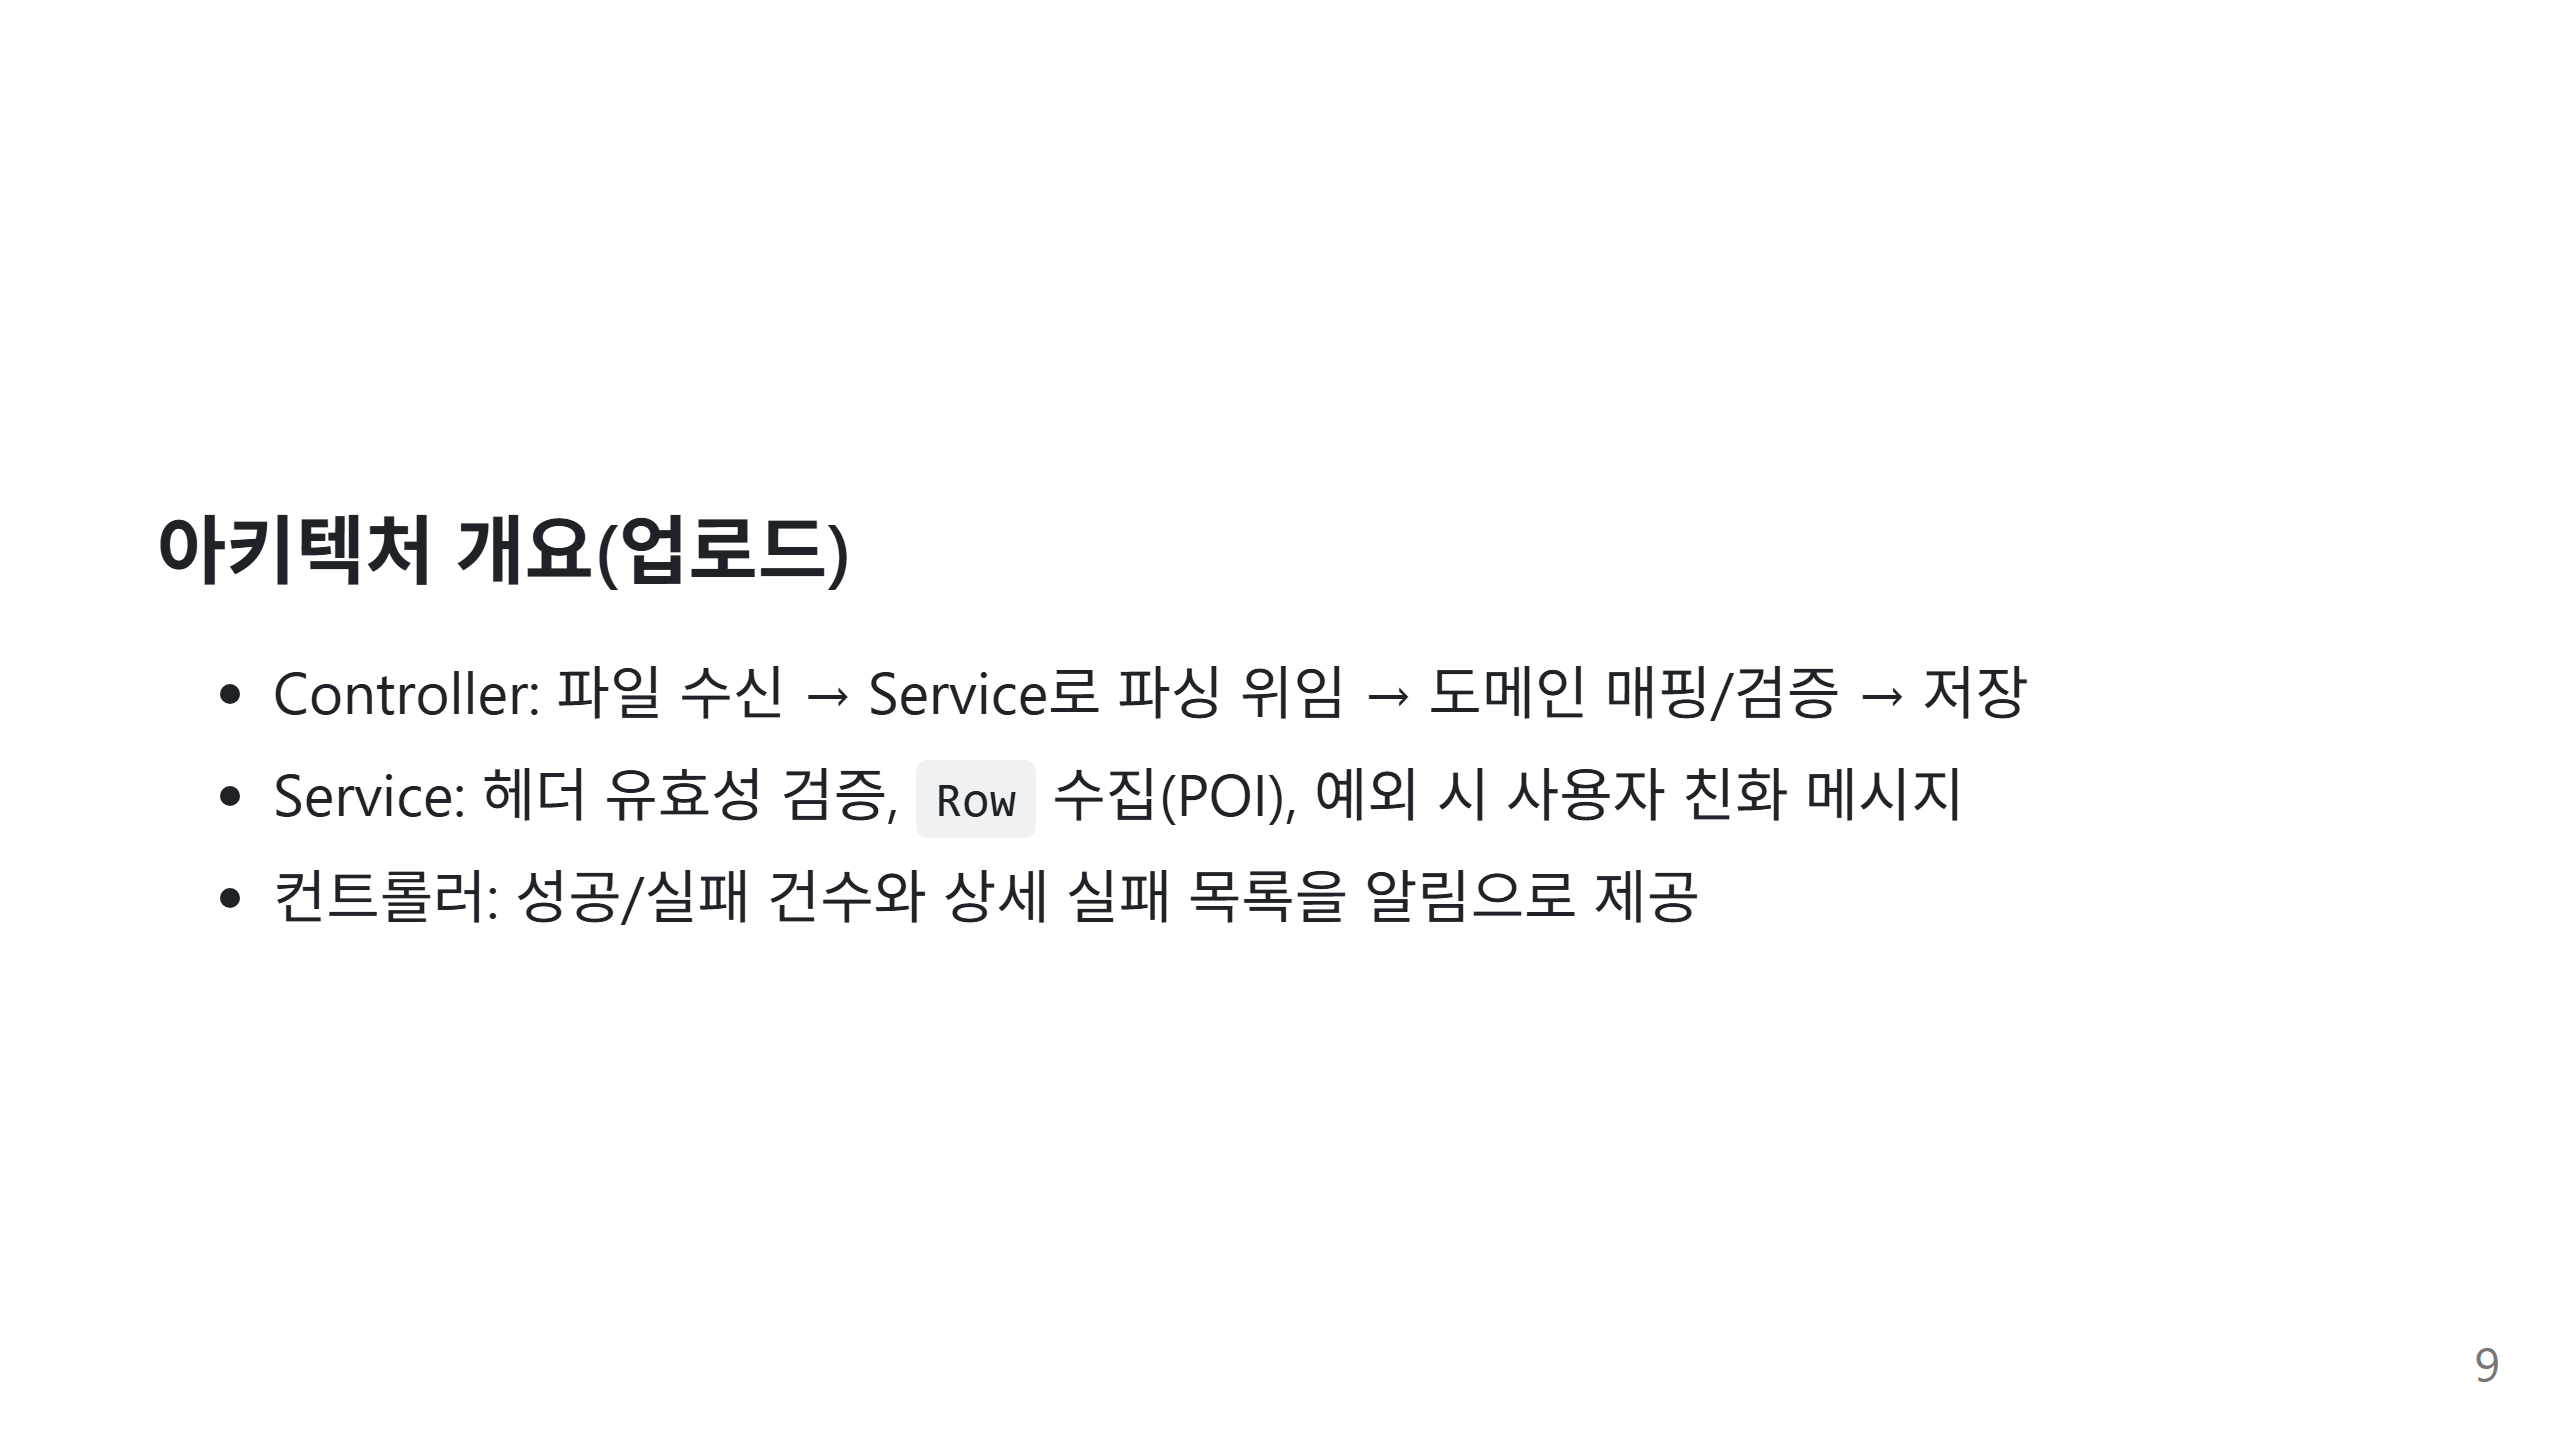 아키텍처 개요(업로드)
• Controller: 파일 수신 → Service로 파싱 위임 → 도메인 매핑/검증 → 저장
• Service: 헤더 유효성 검증, Row 수집(POI), 예외 시 사용자 친화 메시지
• 컨트롤러: 성공/실패 건수와 상세 실패 목록을 알림으로 제공
9